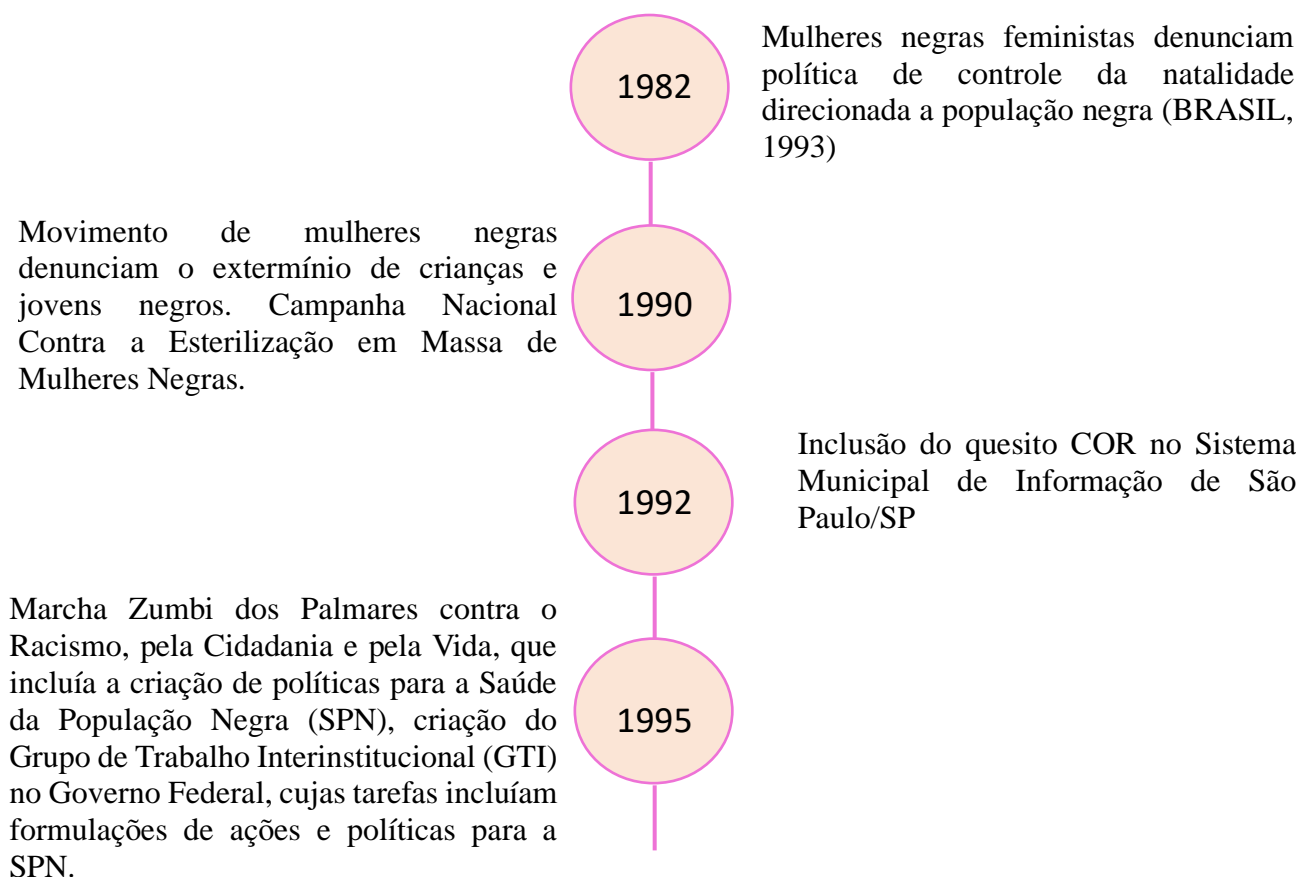 1982
Mulheres negras feministas denunciam
política de controle da natalidade
direcionada a população negra (BRASIL,
1993)
Movimento de mulheres negras
denunciam o extermínio de crianças e
jovens negros. Campanha Nacional
Contra a Esterilização em Massa de
Mulheres Negras.
1990
1992
Inclusão do quesito COR no Sistema
Municipal de Informação de São
Paulo/SP
Marcha Zumbi dos Palmares contra o
Racismo, pela Cidadania e pela Vida, que
incluía a criação de políticas para a Saúde
da População Negra (SPN), criação do
Grupo de Trabalho Interinstitucional (GTI)
no Governo Federal, cujas tarefas incluíam
formulações de ações e políticas para a
SPN.
1995